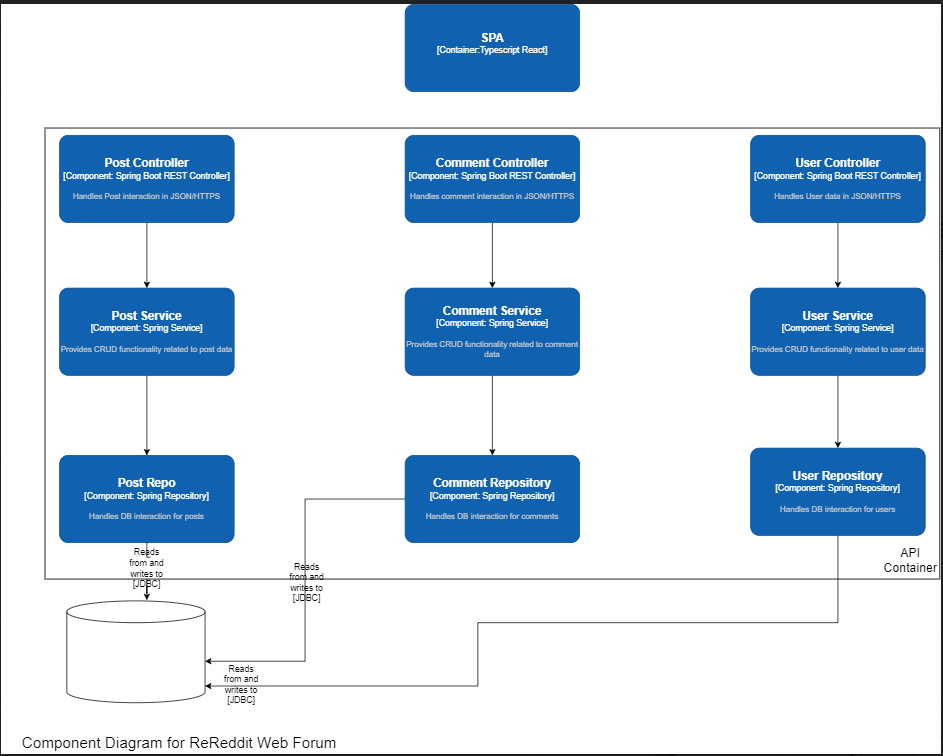 SPA
[Container:Typescript React]
Post Controller
[Component: Spring Boot REST Controller]
Handles Post interaction in JSON/HTTPS
Comment Controller
[Component: Spring Boot REST Controller]
Handles comment interaction in JSON/HTTPS
User Controller
[Component: Spring Boot REST Controller]
Handles User data in JSON/HTTPS
Post Service
[Component: Spring Service]
Provides CRUD functionality related to post data
Comment Service
[Component: Spring Service]
Provides CRUD functionality related to comment
data
User Service
[Component: Spring Service]
Provides CRUD functionality related to user data
Post Repo
[Component: Spring Repository]
Handles DB interaction for posts
Comment Repository
[Component: Spring Repository]
Handles DB interaction for comments
User Repository
[Component: Spring Repository]
Handles DB interaction for users
API
Container
Reads
from and
writes to
[JDBC]
Reads
from and
writes to
[JDBC]
Reads
from and
writes to
[JDBC]
Component Diagram for ReReddit Web Forum